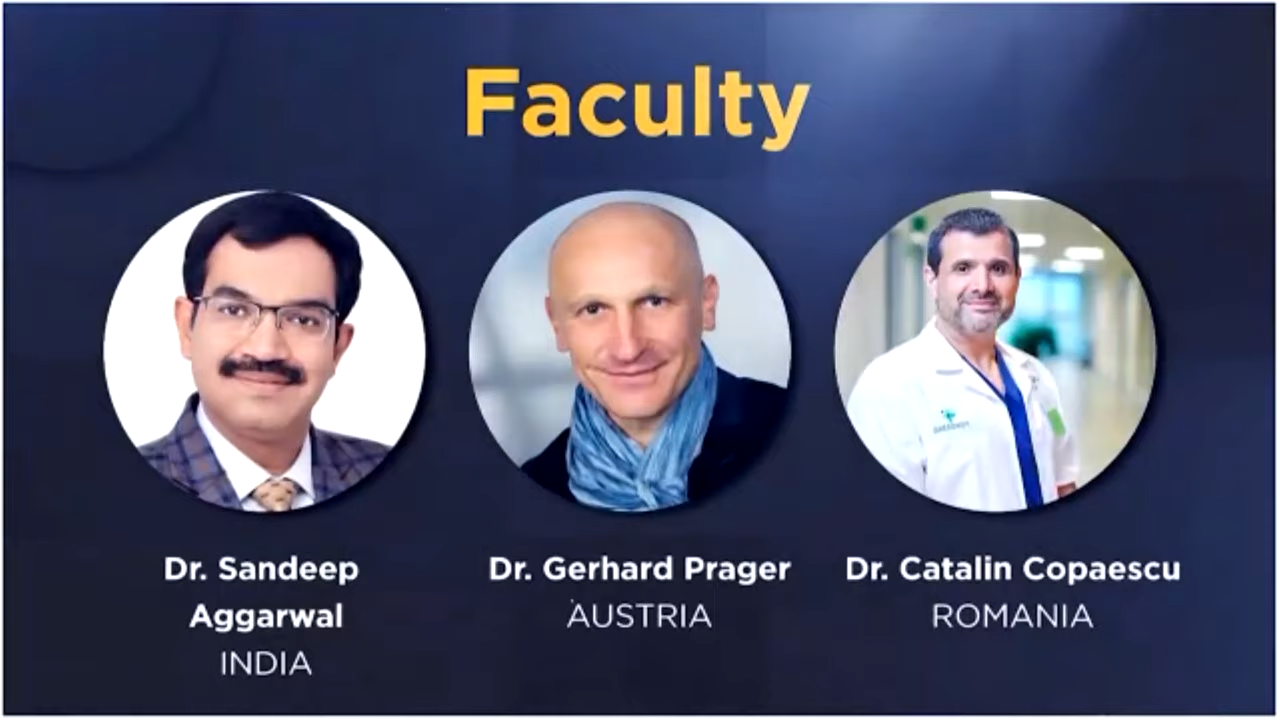 Faculty
Dr. Sandeep
Aggarwal
INDIA
Dr. Gerhard Prager
AUSTRIA
Dr. Catalin Copaescu
ROMANIA